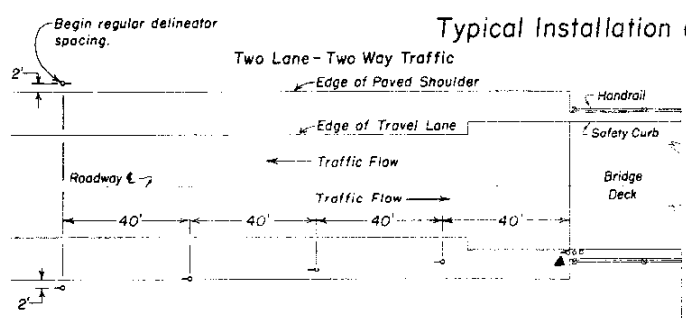 Typical Installation
Begin regular delineator
spacing.
Two Lane - Two Way Traffic
2'
Edge of Paved Shoulder
Handrail
Edge of Travel Lane
Safety Curb
Traffic Flow
Roadway ℄
Bridge
Deck
Traffic Flow
40' 40' 40' 40'
2'